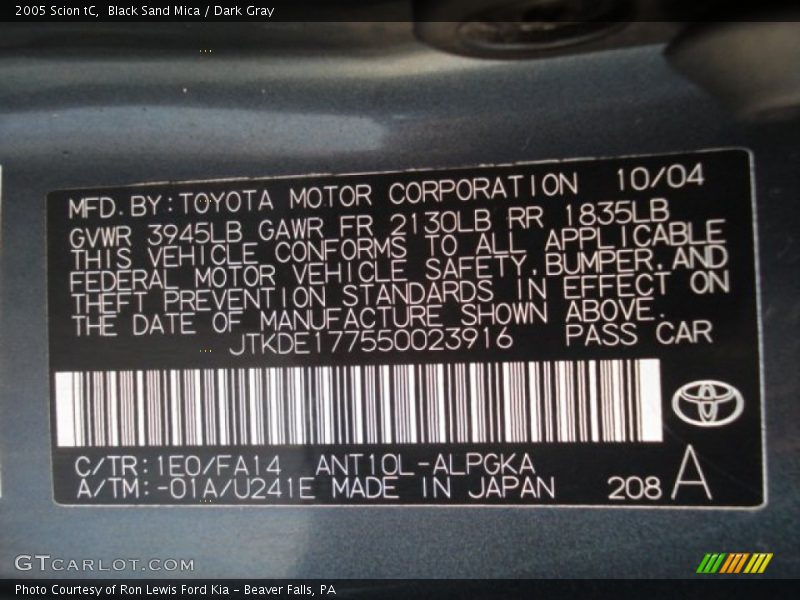 2005 Scion tC,  Black Sand Mica / Dark Gray
MFD.BY:TOYOTA MOTOR CORPORATION 10/04
GVWR 3945LB GAWR FR 2130LB RR 1835LB
THIS VEHICLE CONFORMS TO ALL APPLICABLE
FEDERAL MOTOR VEHICLE SAFETY,BUMPER,AND
THEFT PREVENTION STANDARDS IN EFFECT ON
THE DATE OF MANUFACTURE SHOWN ABOVE.
JTKDE177550023916 PASS CAR
C/TR:1E0/FA14 ANT10L-ALPGKA
A/TM:-01A/U241E MADE IN JAPAN 208 A
GTCARLOT.COM
Photo Courtesy of Ron Lewis Ford Kia – Beaver Falls, PA